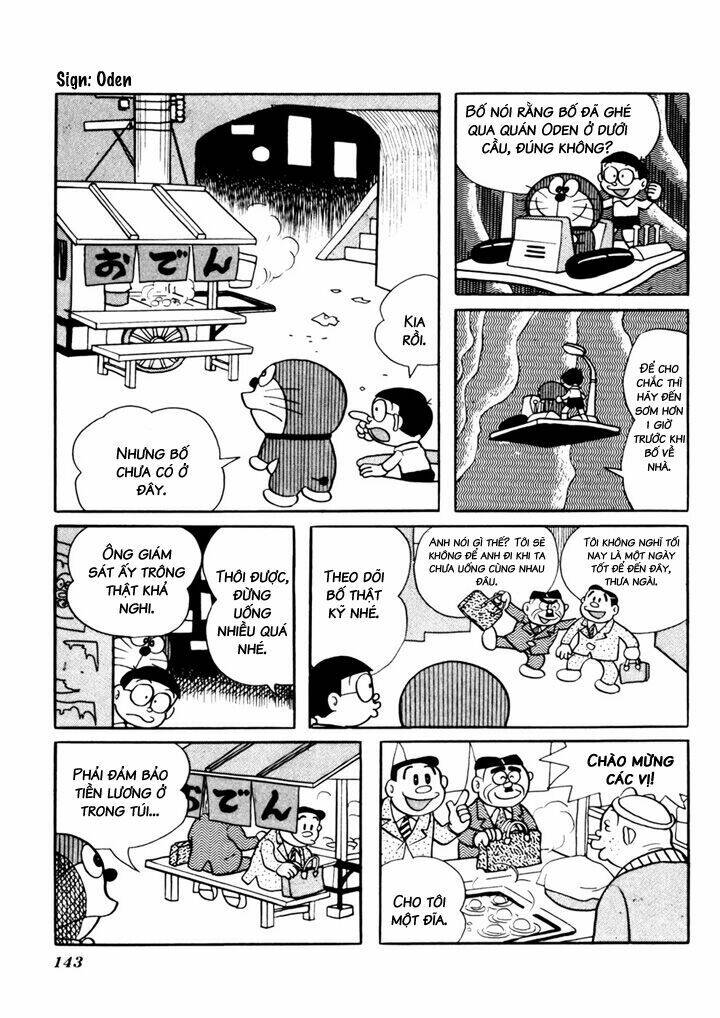 Sign: Oden
BỐ NÓI RẰNG BỐ ĐÃ GHÉ
QUA QUÁN ODEN Ở DƯỚI
CẦU, ĐÚNG KHÔNG?
おでん
KIA
RỒI.
NHƯNG BỐ
CHƯA CÓ Ở
ĐÂY.
ĐỂ CHO
CHẮC THÌ
HÃY ĐẾN
SỚM HƠN
1 GIỜ
TRƯỚC KHI
BỐ VỀ
NHÀ.
ÔNG GIÁM
SÁT ẤY TRÔNG
THẬT KHẢ
NGHI.
THÔI ĐƯỢC,
ĐỪNG
UỐNG
NHIỀU QUÁ
NHÉ.
THEO DÕI
BỐ THẬT
KỸ NHÉ.
ANH NÓI GÌ THẾ? TÔI SẼ
KHÔNG ĐỂ ANH ĐI KHI TA
CHƯA UỐNG CÙNG NHAU
ĐÂU.
TÔI KHÔNG NGHĨ TỐI
NAY LÀ MỘT NGÀY
TỐT ĐỂ ĐẾN ĐÂY,
THƯA NGÀI.
PHẢI ĐẢM BẢO
TIỀN LƯƠNG Ở
TRONG TÚI...
おでん
CHÀO MỪNG
CÁC VỊ!
CHO TÔI
MỘT ĐĨA.
143